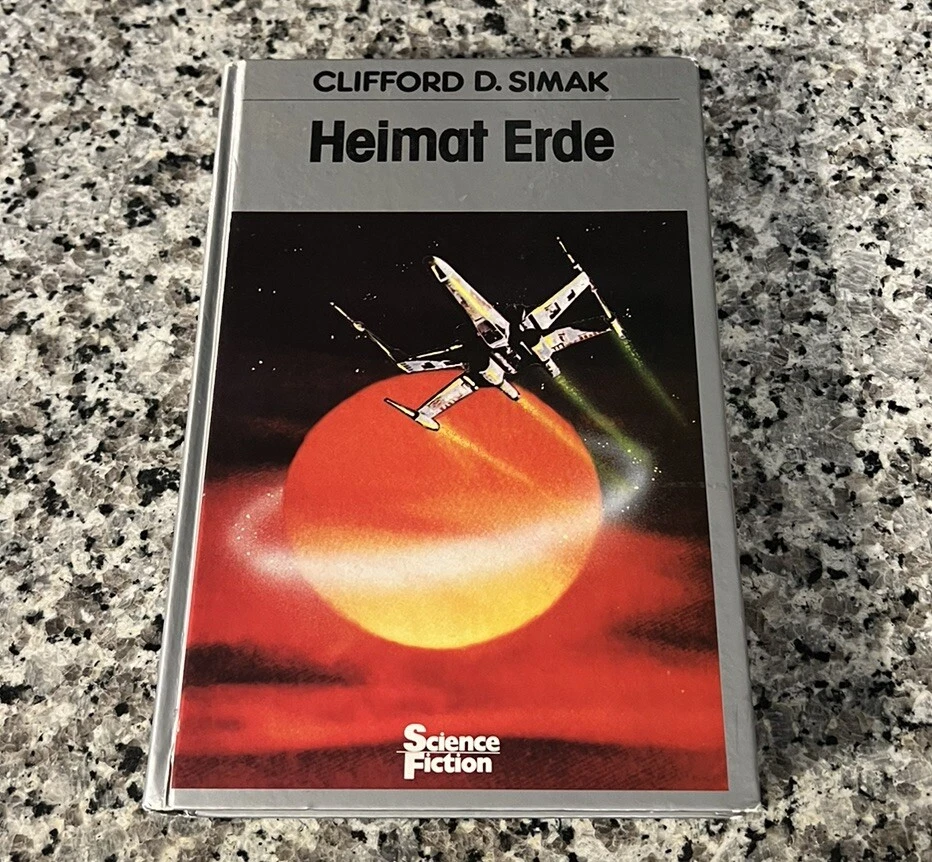 CLIFFORD D. SIMAK
Heimat Erde
Science
Fiction